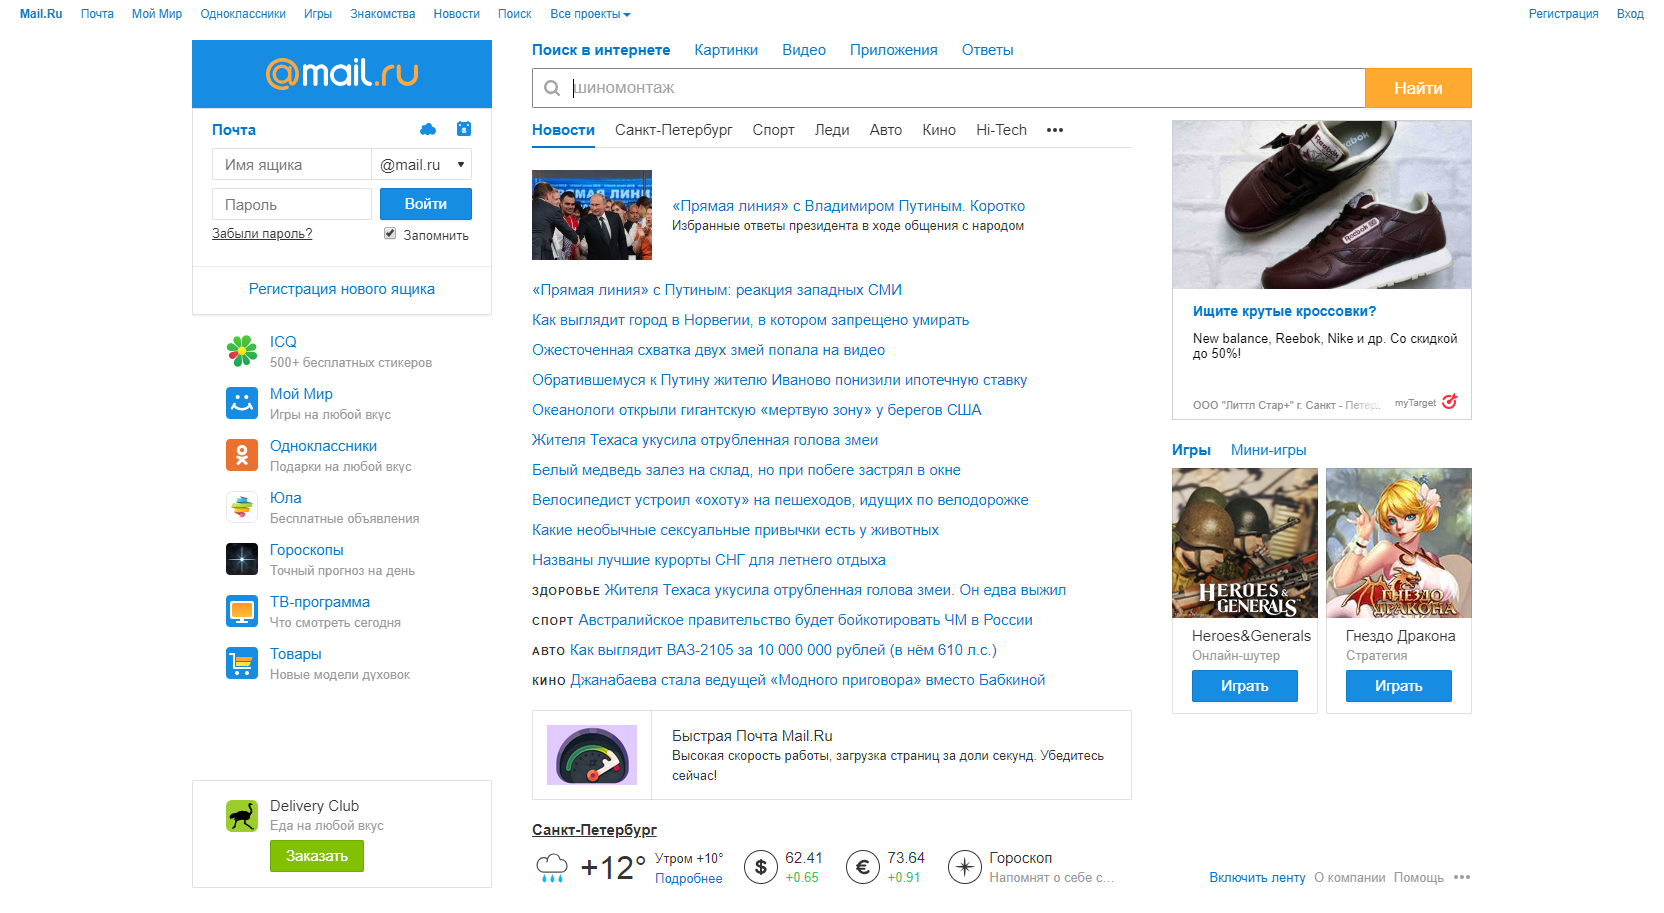 Mail.Ru Почта Мой Мир Одноклассники Игры Знакомства Новости Поиск Все проекты
Регистрация Вход
@mail.ru
Почта
8
Имя ящика @mail.ru
Пароль Войти
Забыли пароль? Запомнить
Регистрация нового ящика
ICQ
500+ бесплатных стикеров
Мой Мир
Игры на любой вкус
Одноклассники
Подарки на любой вкус
Юла
Бесплатные объявления
Гороскопы
Точный прогноз на день
ТВ-программа
Что смотреть сегодня
Товары
Новые модели духовок
Delivery Club
Еда на любой вкус
Заказать
Поиск в интернете Картинки Видео Приложения Ответы
шиномонтаж Найти
Новости Санкт-Петербург Спорт Леди Авто Кино Hi-Tech •••
ПРЯМАЯ ЛИНИЯ
«Прямая линия» с Владимиром Путиным. Коротко
Избранные ответы президента в ходе общения с народом
«Прямая линия» с Путиным: реакция западных СМИ
Как выглядит город в Норвегии, в котором запрещено умирать
Ожесточенная схватка двух змей попала на видео
Обратившемуся к Путину жителю Иваново понизили ипотечную ставку
Океанологи открыли гигантскую «мертвую зону» у берегов США
Жителя Техаса укусила отрубленная голова змеи
Белый медведь залез на склад, но при побеге застрял в окне
Велосипедист устроил «охоту» на пешеходов, идущих по велодорожке
Какие необычные сексуальные привычки есть у животных
Названы лучшие курорты СНГ для летнего отдыха
ЗДОРОВЬЕ Жителя Техаса укусила отрубленная голова змеи. Он едва выжил
СПОРТ Австралийское правительство будет бойкотировать ЧМ в России
АВТО Как выглядит ВАЗ-2105 за 10 000 000 рублей (в нём 610 л.с.)
КИНО Джанабаева стала ведущей «Модного приговора» вместо Бабкиной
Быстрая Почта Mail.Ru
Высокая скорость работы, загрузка страниц за доли секунд. Убедитесь
сейчас!
Санкт-Петербург
+12° Утром +10°
Подробнее
$ 62.41
+0.65
€ 73.64
+0.91
Гороскоп
Напомнят о себе с...
Reebok
Reebok
Ищите крутые кроссовки?
New balance, Reebok, Nike и др. Со скидкой
до 50%!
ООО "Литтл Стар+" г. Санкт - Петер
myTarget
Игры Мини-игры
HEROES &
GENERALS
Heroes&Generals
Онлайн-шутер
Играть
ГНЕЗДО
ДРАКОНА
Гнездо Дракона
Стратегия
Играть
Включить ленту О компании Помощь •••